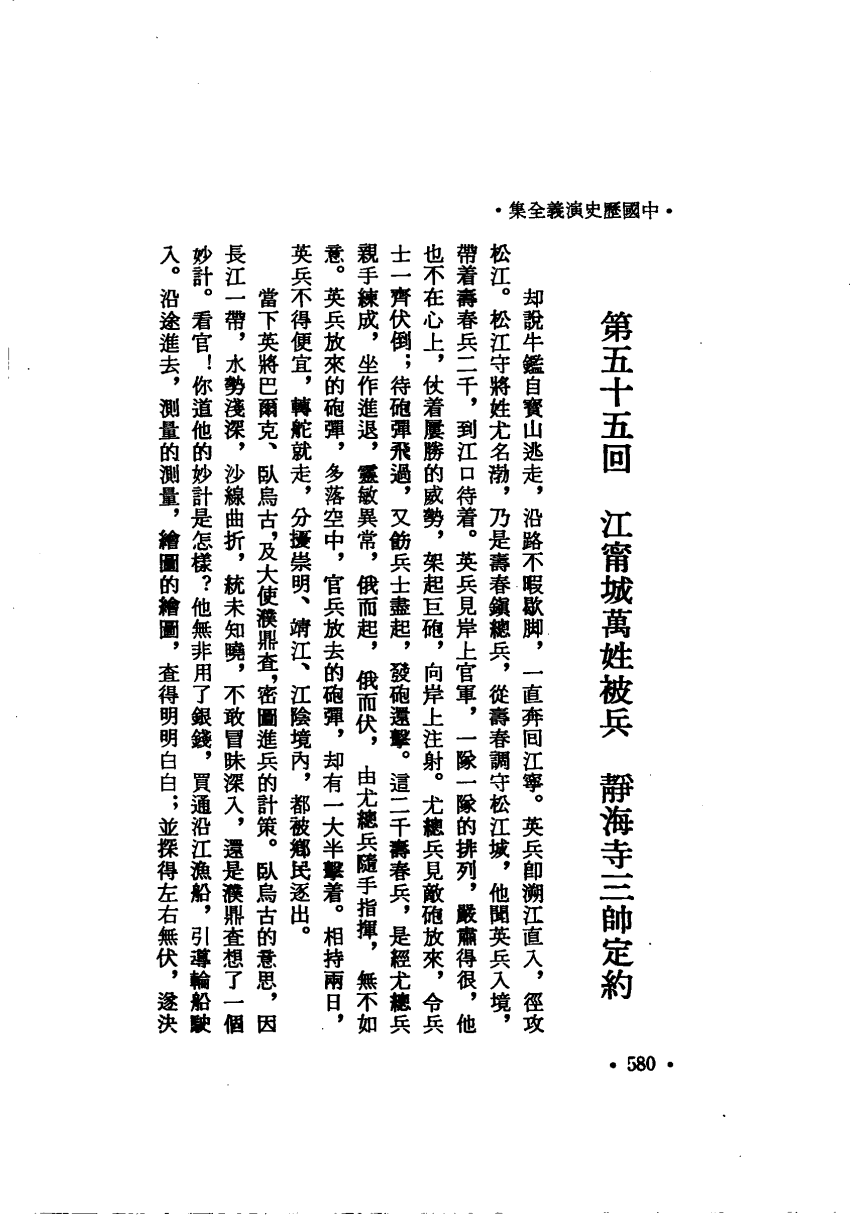 •中國歷史演義全集•
第五十五回　江甯城萬姓被兵　靜海寺三帥定約
却說牛鑑自寶山逃走，沿路不暇歇脚，一直奔回江寧。英兵卽溯江直入，徑攻
松江。松江守將姓尤名渤，乃是壽春鎭總兵，從壽春調守松江城，他聞英兵入境，
帶着壽春兵二千，到江口待着。英兵見岸上官軍，一隊一隊的排列，嚴肅得很，他
也不在心上，仗着屢勝的威勢，架起巨砲，向岸上注射。尤總兵見敵砲放來，令兵
士一齊伏倒；待砲彈飛過，又飭兵士盡起，發砲還擊。這二千壽春兵，是經尤總兵
親手練成，坐作進退，靈敏異常，俄而起，俄而伏，由尤總兵隨手指揮，無不如
意。英兵放來的砲彈，多落空中，官兵放去的砲彈，却有一大半擊着。相持兩日，
英兵不得便宜，轉舵就走，分擾崇明、靖江、江陰境內，都被鄉民逐出。
當下英將巴爾克、臥烏古，及大使濮鼎查，密圖進兵的計策。臥烏古的意思，因
長江一帶，水勢淺深，沙線曲折，統未知曉，不敢冒昧深入，還是濮鼎查想了一個
妙計。看官！你道他的妙計是怎樣？他無非用了銀錢，買通沿江漁船，引導輪船駛
入。沿途進去，測量的測量，繪圖的繪圖，查得明明白白；並探得左右無伏，遂決
•580•